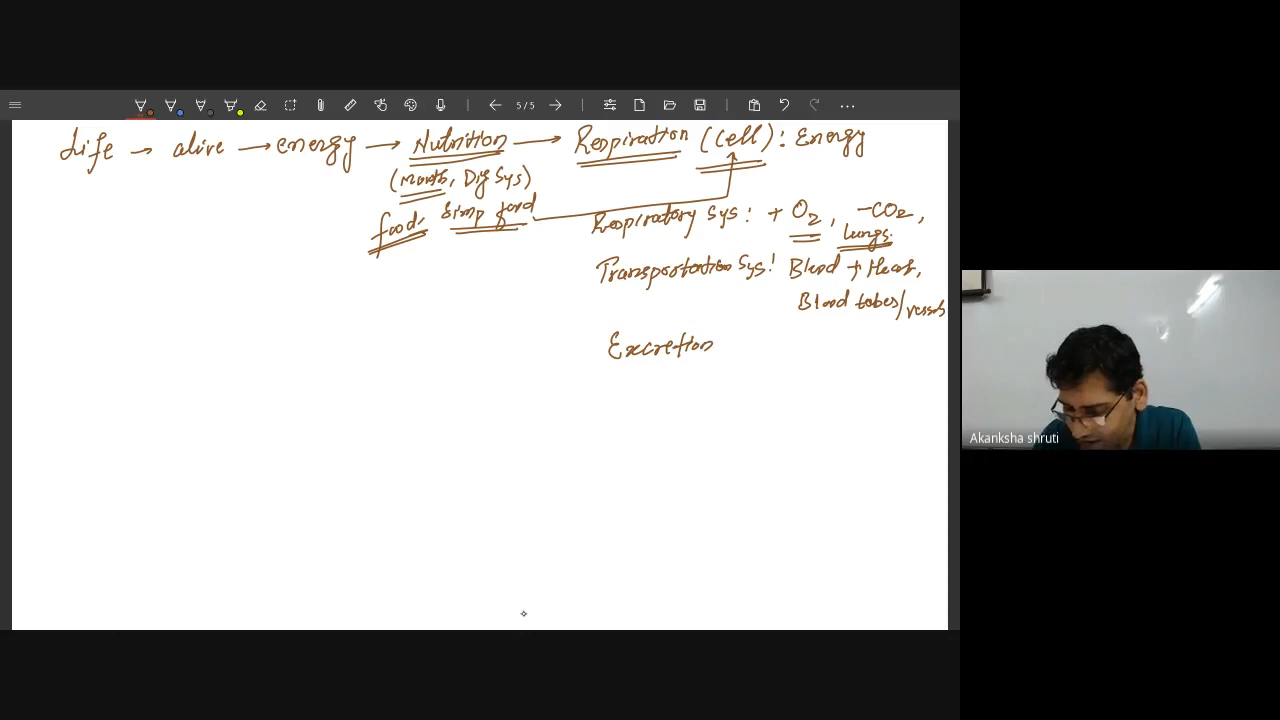 5/5
Life → alive → energy → Nutrition → Respiration (Cell) : Energy
(Mouth, Dig Sys)
food, Simp food
Respiratory Sys : + O2, -CO2,
lungs.
Transportation Sys : Blood + Heart,
Blood tubes/vessels
Excretion
Akanksha shruti